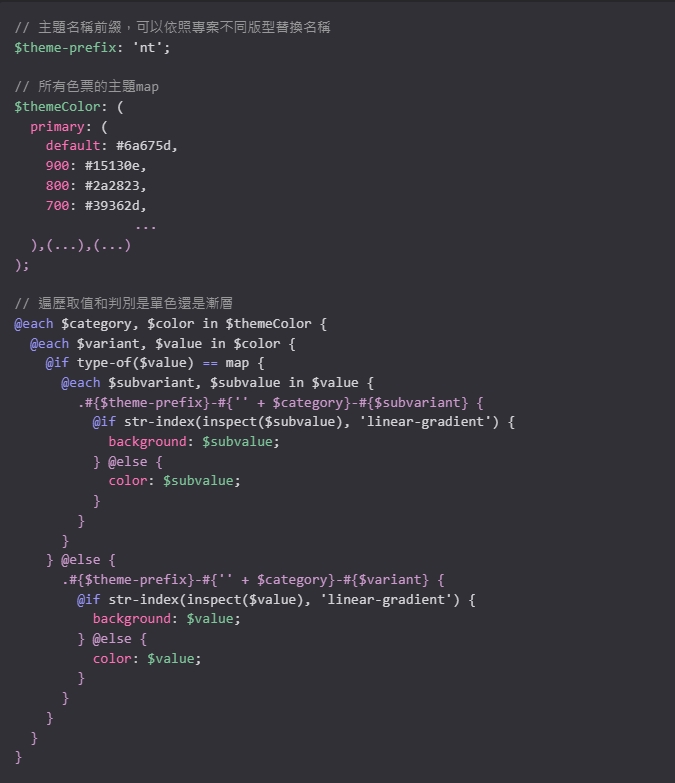 // 主題名稱前綴，可以依照專案不同版型替換名稱
$theme-prefix: 'nt';
// 所有色票的主題map
$themeColor: (
  primary: (
    default: #6a675d,
    900: #15130e,
    800: #2a2823,
    700: #39362d,
               ...
  ),(...),(...)
);
// 遍歷取值和判別是單色還是漸層
@each $category, $color in $themeColor {
  @each $variant, $value in $color {
    @if type-of($value) == map {
      @each $subvariant, $subvalue in $value {
        .#{$theme-prefix}-#{'' + $category}-#{$subvariant} {
          @if str-index(inspect($subvalue), 'linear-gradient') {
            background: $subvalue;
          } @else {
            color: $subvalue;
          }
        }
      }
    } @else {
      .#{$theme-prefix}-#{'' + $category}-#{$variant} {
        @if str-index(inspect($value), 'linear-gradient') {
          background: $value;
        } @else {
          color: $value;
        }
      }
    }
  }
}